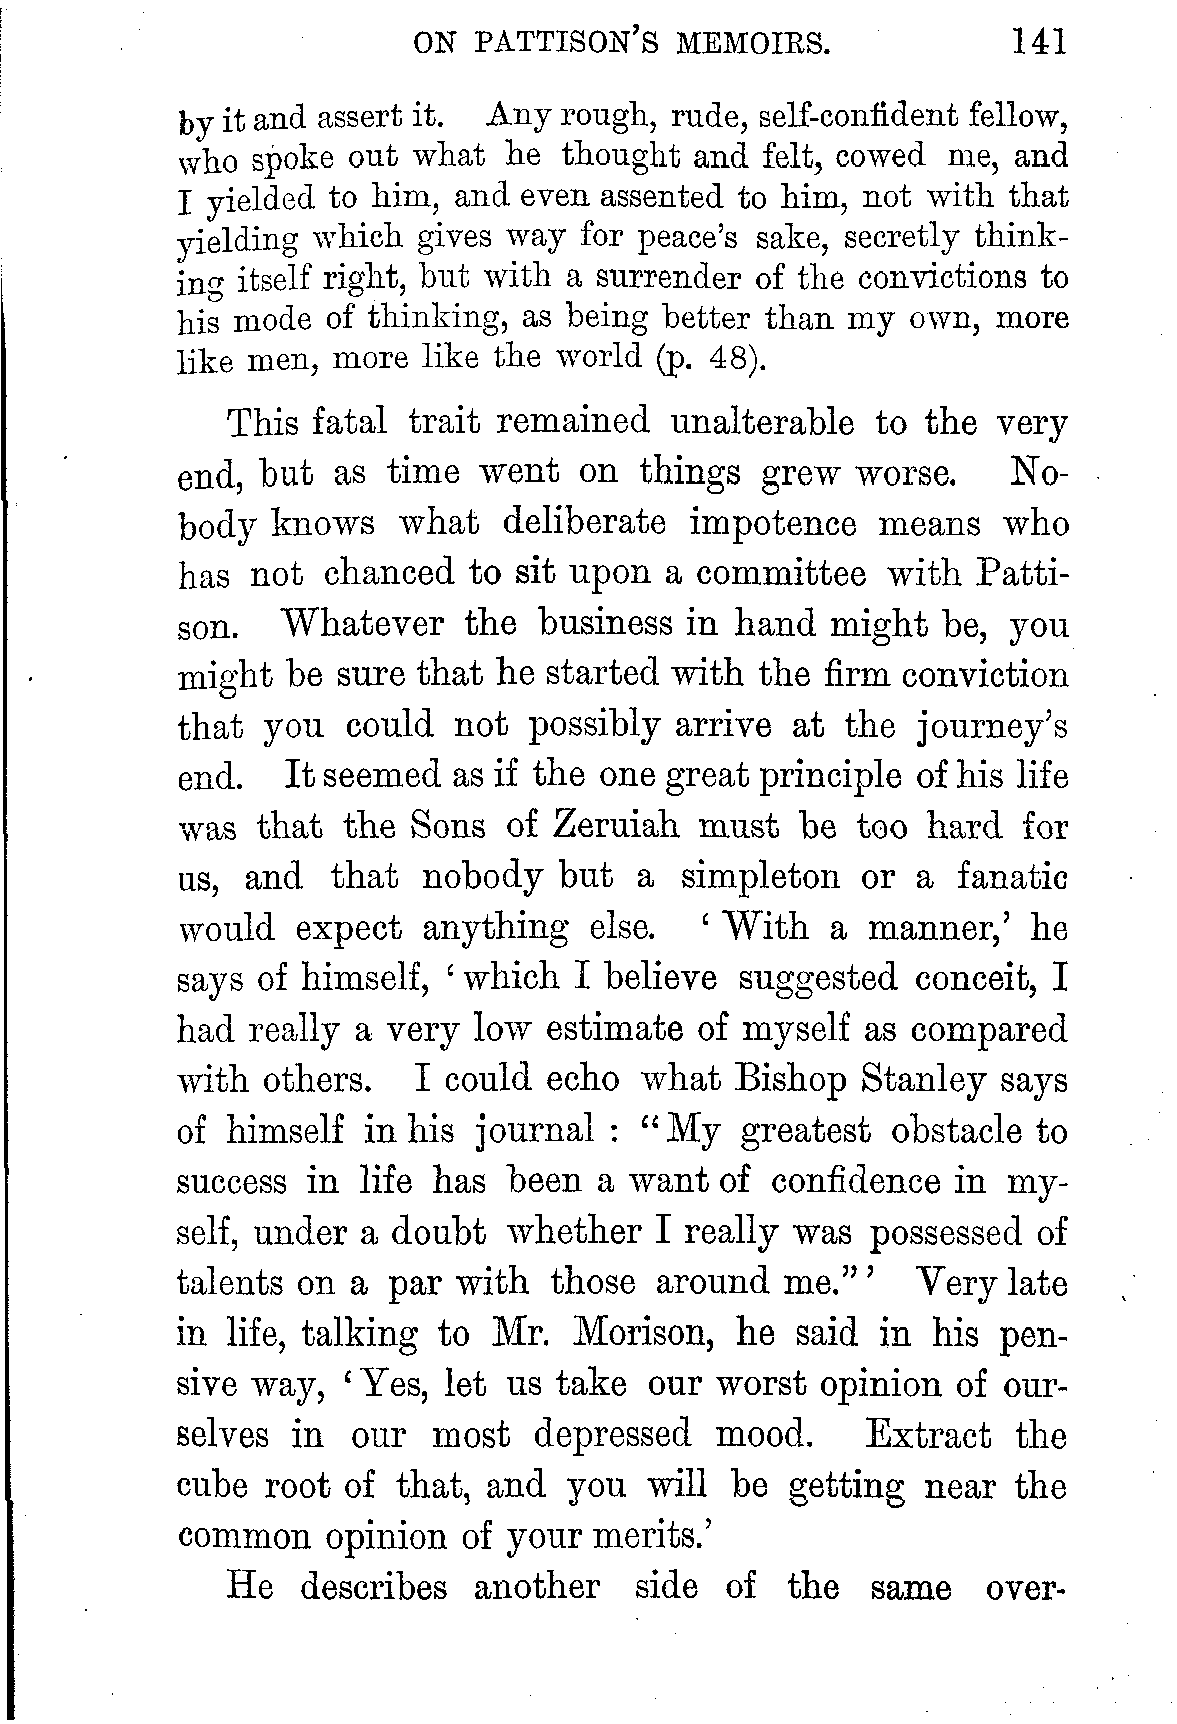 ON PATTISON'S MEMOIRS. 141
by it and assert it. Any rough, rude, self-confident fellow,
who spoke out what he thought and felt, cowed me, and
I yielded to him, and even assented to him, not with that
yielding which gives way for peace's sake, secretly think-
ing itself right, but with a surrender of the convictions to
his mode of thinking, as being better than my own, more
like men, more like the world (p. 48).
This fatal trait remained unalterable to the very
end, but as time went on things grew worse. No-
body knows what deliberate impotence means who
has not chanced to sit upon a committee with Patti-
son. Whatever the business in hand might be, you
might be sure that he started with the firm conviction
that you could not possibly arrive at the journey's
end. It seemed as if the one great principle of his life
was that the Sons of Zeruiah must be too hard for
us, and that nobody but a simpleton or a fanatic
would expect anything else. ‘With a manner,’ he
says of himself, ‘which I believe suggested conceit, I
had really a very low estimate of myself as compared
with others. I could echo what Bishop Stanley says
of himself in his journal : “My greatest obstacle to
success in life has been a want of confidence in my-
self, under a doubt whether I really was possessed of
talents on a par with those around me.”’ Very late
in life, talking to Mr. Morison, he said in his pen-
sive way, ‘Yes, let us take our worst opinion of our-
selves in our most depressed mood. Extract the
cube root of that, and you will be getting near the
common opinion of your merits.’
He describes another side of the same over-